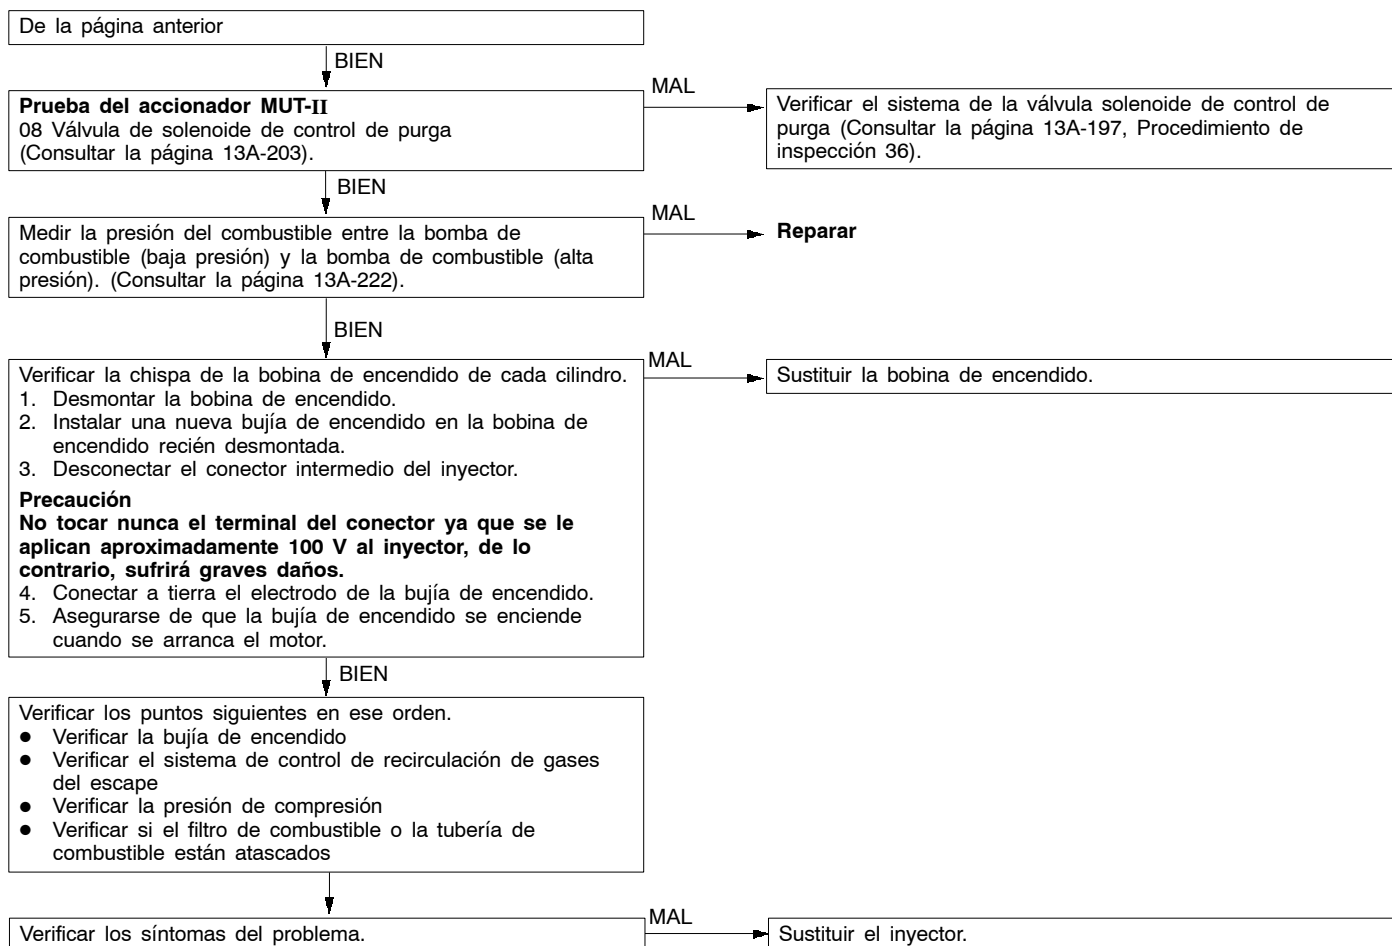 De la página anterior
BIEN
Prueba del accionador MUT-II
08 Válvula de solenoide de control de purga
(Consultar la página 13A-203).
MAL
Verificar el sistema de la válvula solenoide de control de
purga (Consultar la página 13A-197, Procedimiento de
inspección 36).
BIEN
Medir la presión del combustible entre la bomba de
combustible (baja presión) y la bomba de combustible (alta
presión). (Consultar la página 13A-222).
MAL
Reparar
BIEN
Verificar la chispa de la bobina de encendido de cada cilindro.
1. Desmontar la bobina de encendido.
2. Instalar una nueva bujía de encendido en la bobina de
encendido recién desmontada.
3. Desconectar el conector intermedio del inyector.
Precaución
No tocar nunca el terminal del conector ya que se le
aplican aproximadamente 100 V al inyector, de lo
contrario, sufrirá graves daños.
4. Conectar a tierra el electrodo de la bujía de encendido.
5. Asegurarse de que la bujía de encendido se enciende
cuando se arranca el motor.
MAL
Sustituir la bobina de encendido.
BIEN
Verificar los puntos siguientes en ese orden.
● Verificar la bujía de encendido
● Verificar el sistema de control de recirculación de gases
del escape
● Verificar la presión de compresión
● Verificar si el filtro de combustible o la tubería de
combustible están atascados
Verificar los síntomas del problema.
MAL
Sustituir el inyector.